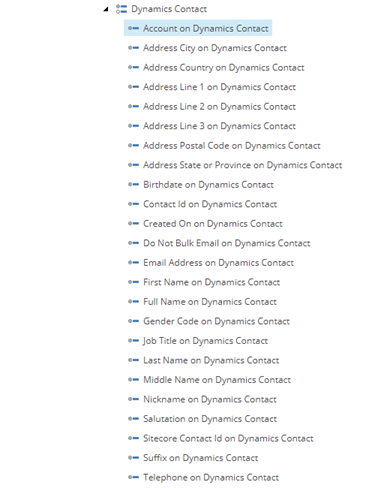 Dynamics Contact
Account on Dynamics Contact
Address City on Dynamics Contact
Address Country on Dynamics Contact
Address Line 1 on Dynamics Contact
Address Line 2 on Dynamics Contact
Address Line 3 on Dynamics Contact
Address Postal Code on Dynamics Contact
Address State or Province on Dynamics Contact
Birthdate on Dynamics Contact
Contact Id on Dynamics Contact
Created On on Dynamics Contact
Do Not Bulk Email on Dynamics Contact
Email Address on Dynamics Contact
First Name on Dynamics Contact
Full Name on Dynamics Contact
Gender Code on Dynamics Contact
Job Title on Dynamics Contact
Last Name on Dynamics Contact
Middle Name on Dynamics Contact
Nickname on Dynamics Contact
Salutation on Dynamics Contact
Sitecore Contact Id on Dynamics Contact
Suffix on Dynamics Contact
Telephone on Dynamics Contact